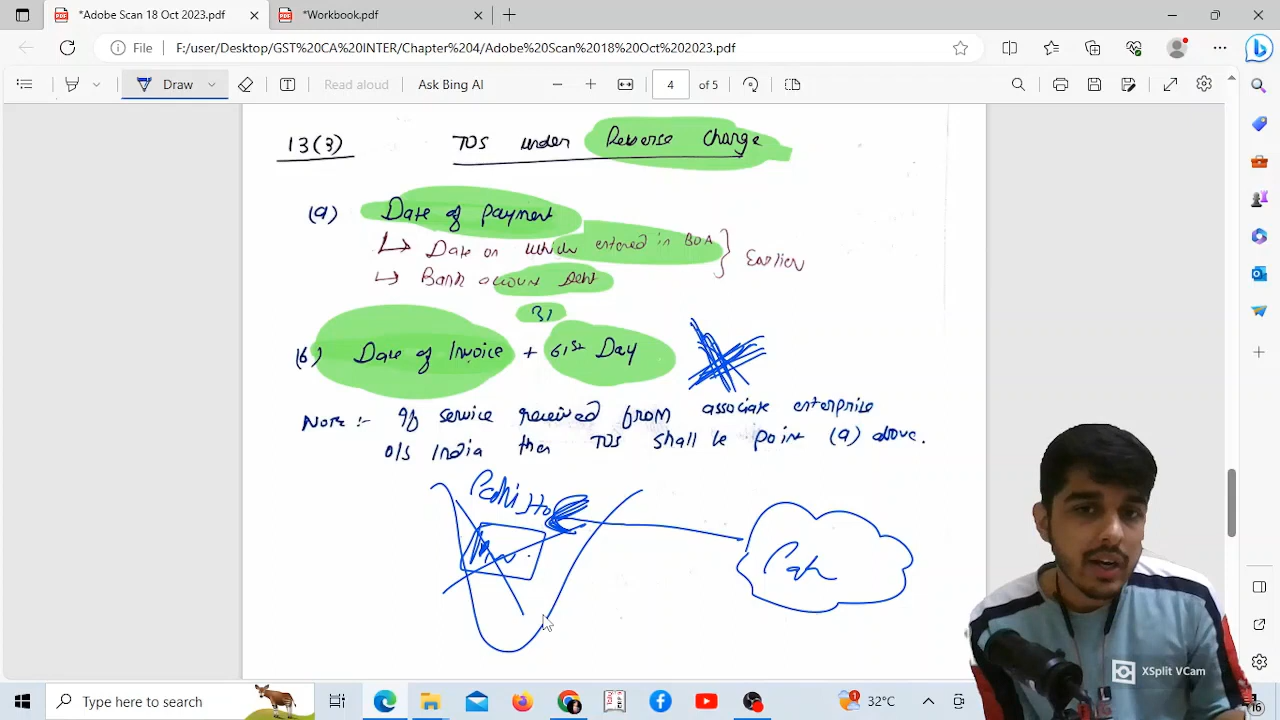 *Adobe Scan 18 Oct 2023.pdf
*Workbook.pdf
File
F:/user/Desktop/GST%20CA%20INTER/Chapter%204/Adobe%20Scan%2018%20Oct%202023.pdf
Draw
Read aloud
Ask Bing AI
4 of 5
13(3) TOS under Reverse Charge
(a) Date of payment
Date on which entered in BOA
Earlier
Bank account Debt
31
(b) Date of Invoice + 61st Day
Note :- If service received from associate enterprise
o/s India then TOS shall be point (a) above.
XSplit VCam
Type here to search
1
32°C
16